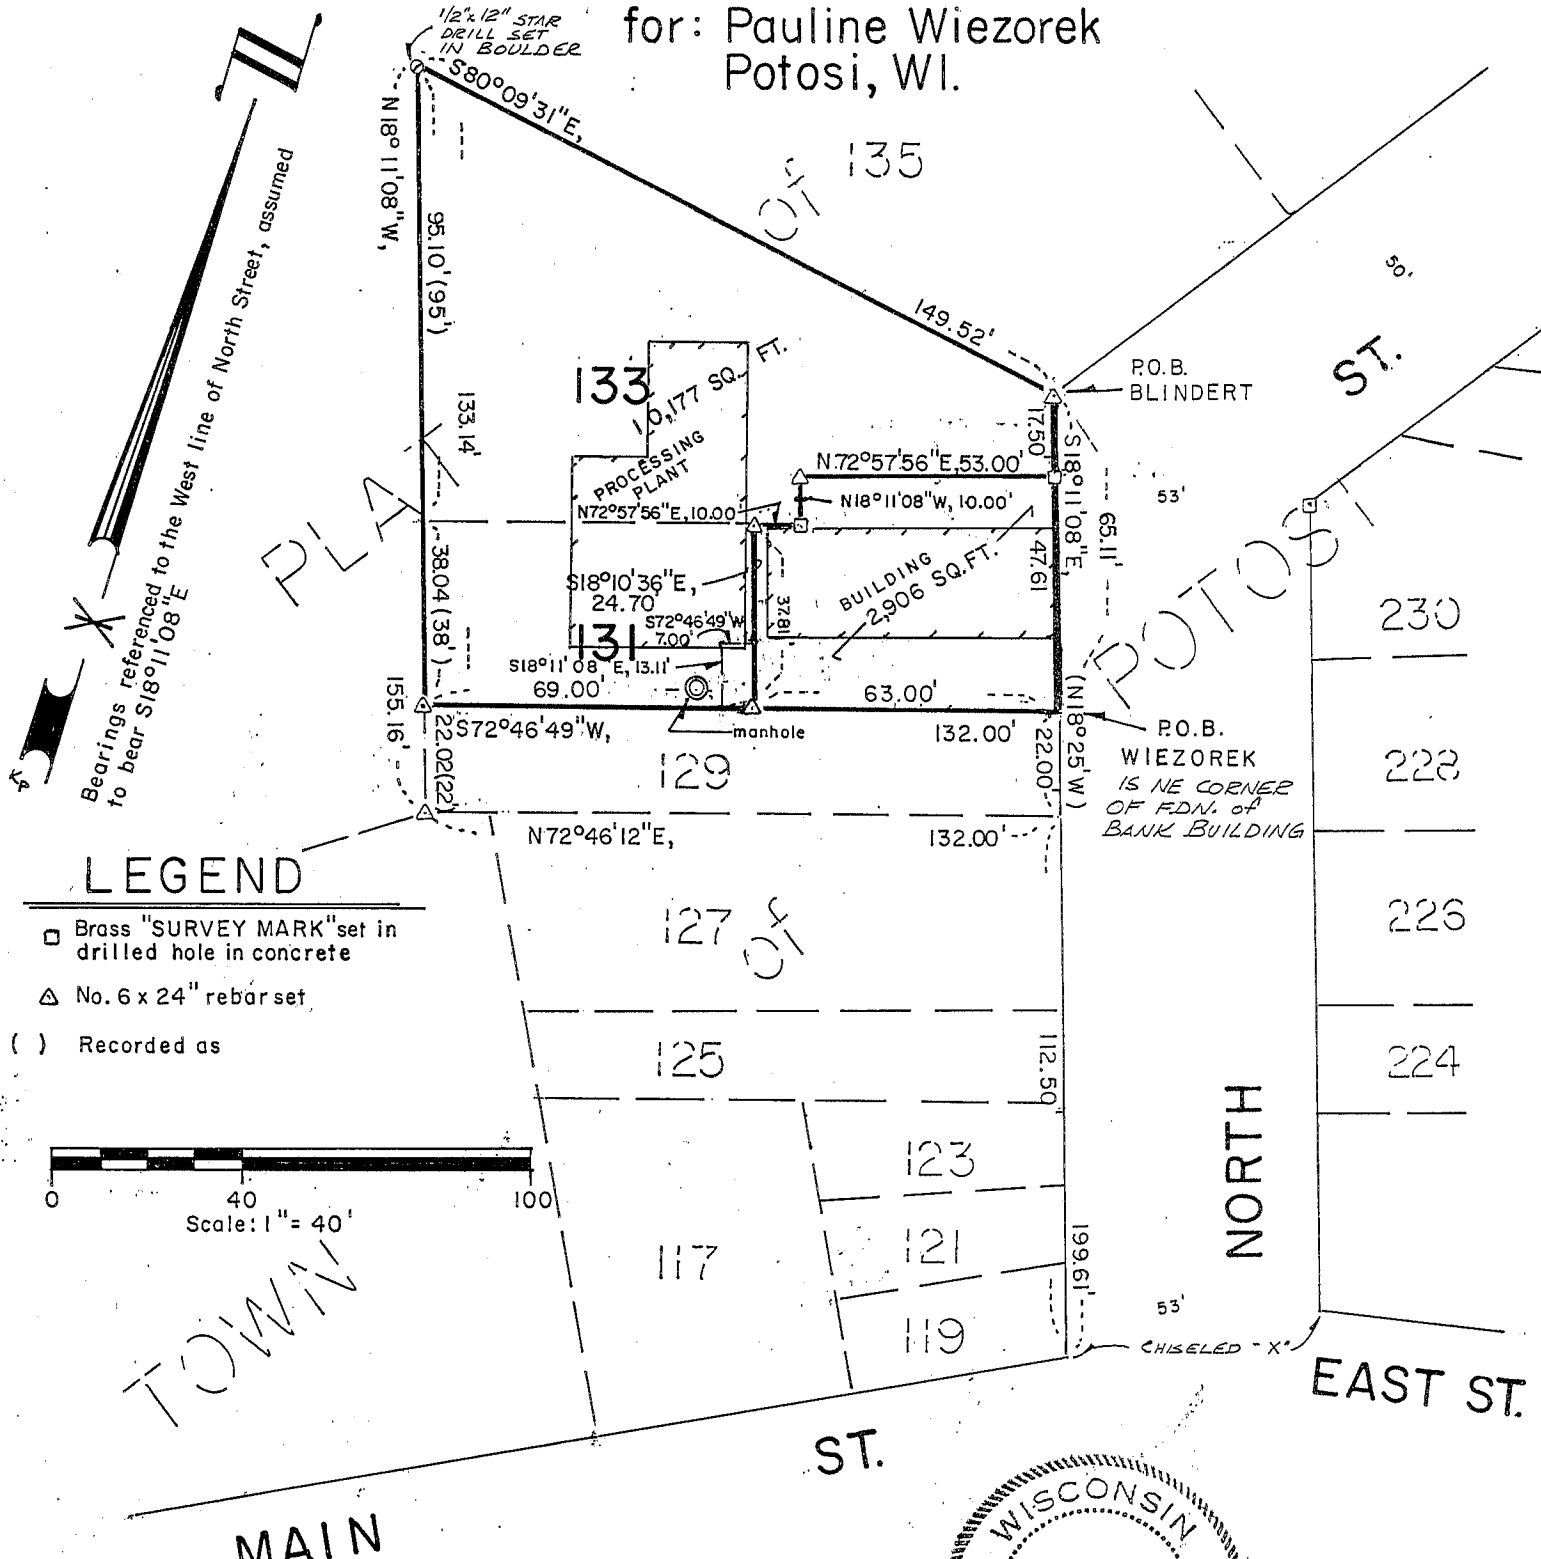 for: Pauline Wiezorek
Potosi, WI.
1/2" x 12" STAR
DRILL SET
IN BOULDER
S80°09'31"E,
149.52'
N18°11'08"W,
95.10'(95')
133.14'
38.04(38')
155.16'
22.02(22')
Bearings referenced to the West line of North Street, assumed
to bear S18°11'08"E
of 135
50'
ST.
P.O.B.
BLINDERT
133
10,177 SQ. FT.
PROCESSING
PLANT
17.50'
S18°11'08"E,
65.11'
53'
N.72°57'56"E,53.00'
N18°11'08"W, 10.00'
N72°57'56"E, 10.00'
S18°10'36"E,
24.70'
37.81
BUILDING
2,906 SQ.FT.
47.61
S72°46'49"W
7.00'
131
S18°11'08"E, 13.11'
69.00'
63.00'
S72°46'49"W,
manhole
132.00'
22.00'
(N18°25'W)
P.O.B.
WIEZOREK
IS NE CORNER
OF FDN. of
BANK BUILDING
PLAT
POTOSI
129
N72°46'12"E,
132.00'
230
228
226
224
LEGEND
Brass "SURVEY MARK" set in
drilled hole in concrete
No. 6 x 24" rebar set
( ) Recorded as
127
of
125
112.50'
123
121
119
117
199.61'
53'
NORTH
0 40 100
Scale: 1" = 40'
TOWN
CHISELED "X"
EAST ST.
MAIN
ST.
WISCONSIN